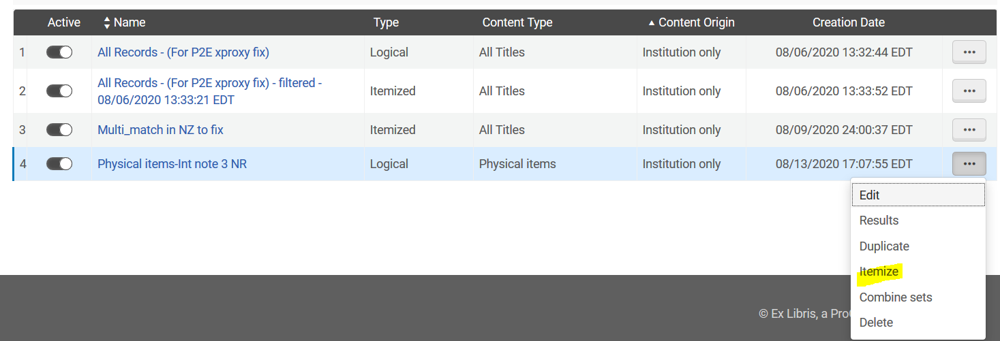 Active Name Type Content Type Content Origin Creation Date
1 All Records - (For P2E xproxy fix) Logical All Titles Institution only 08/06/2020 13:32:44 EDT
2 All Records - (For P2E xproxy fix) - filtered -
08/06/2020 13:33:21 EDT Itemized All Titles Institution only 08/06/2020 13:33:52 EDT
3 Multi_match in NZ to fix Itemized All Titles Institution only 08/09/2020 24:00:37 EDT
4 Physical items-Int note 3 NR Logical Physical items Institution only 08/13/2020 17:07:55 EDT
Edit
Results
Duplicate
Itemize
Combine sets
© Ex Libris, a
Delete